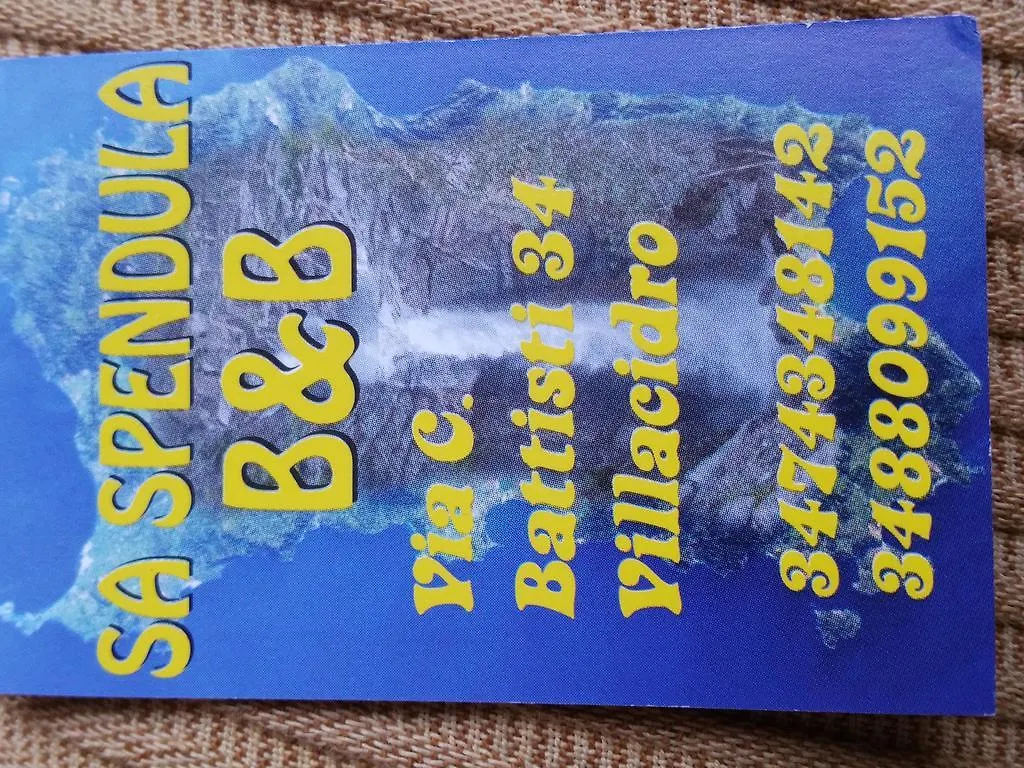 SA SPENDULA
B&B
Via C.
Battisti 34
Villacidro
3474348142
3488099152